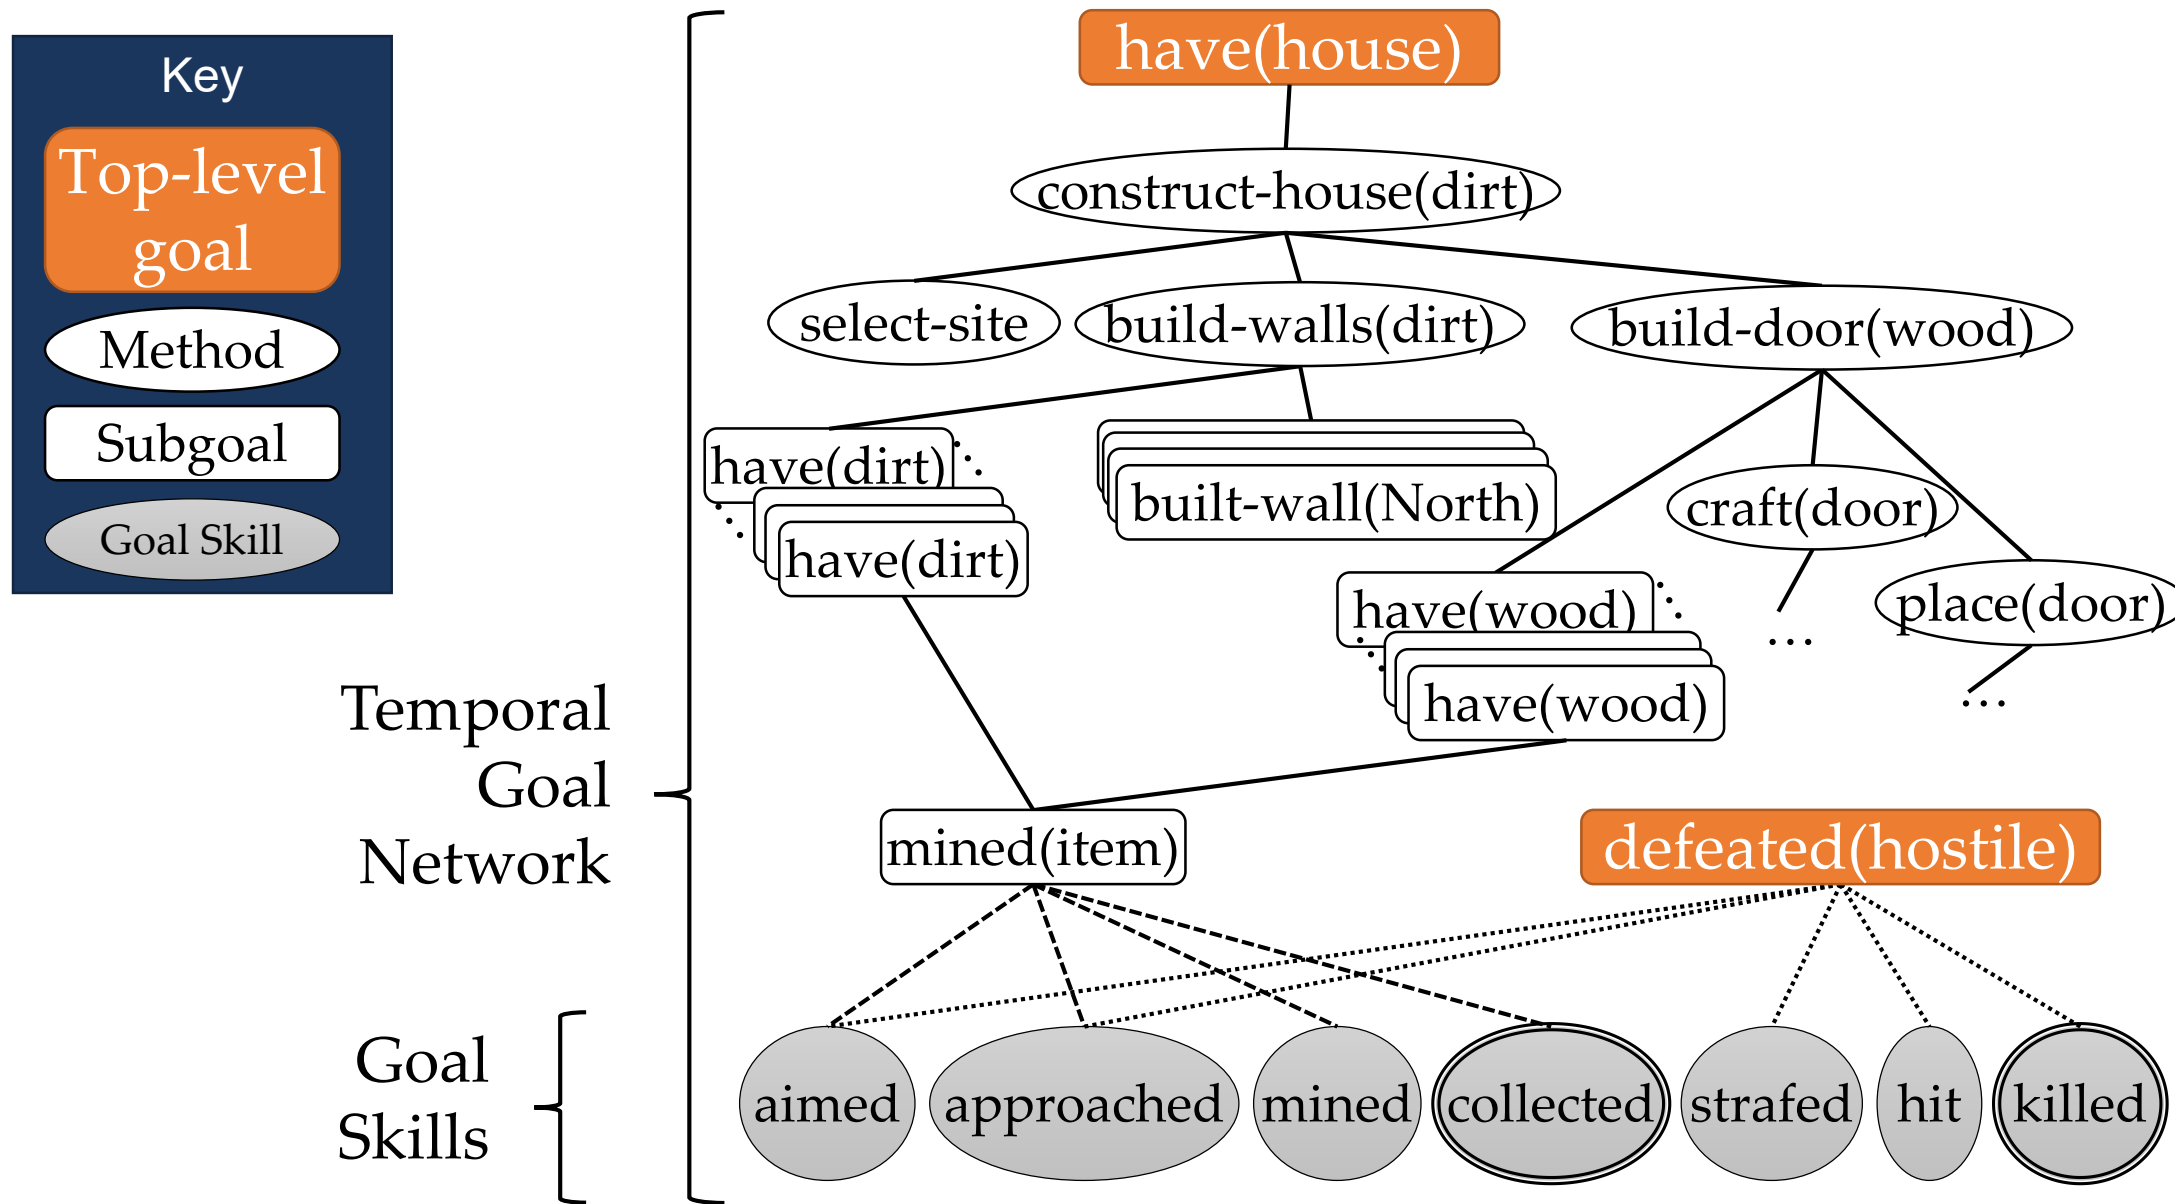 Key
Top-level
goal
Method
Subgoal
Goal Skill
have(house)
construct-house(dirt)
select-site
build-walls(dirt)
build-door(wood)
have(dirt)
have(dirt)
built-wall(North)
have(wood)
have(wood)
craft(door)
...
place(door)
...
Temporal
Goal
Network
mined(item)
defeated(hostile)
Goal
Skills
aimed
approached
mined
collected
strafed
hit
killed